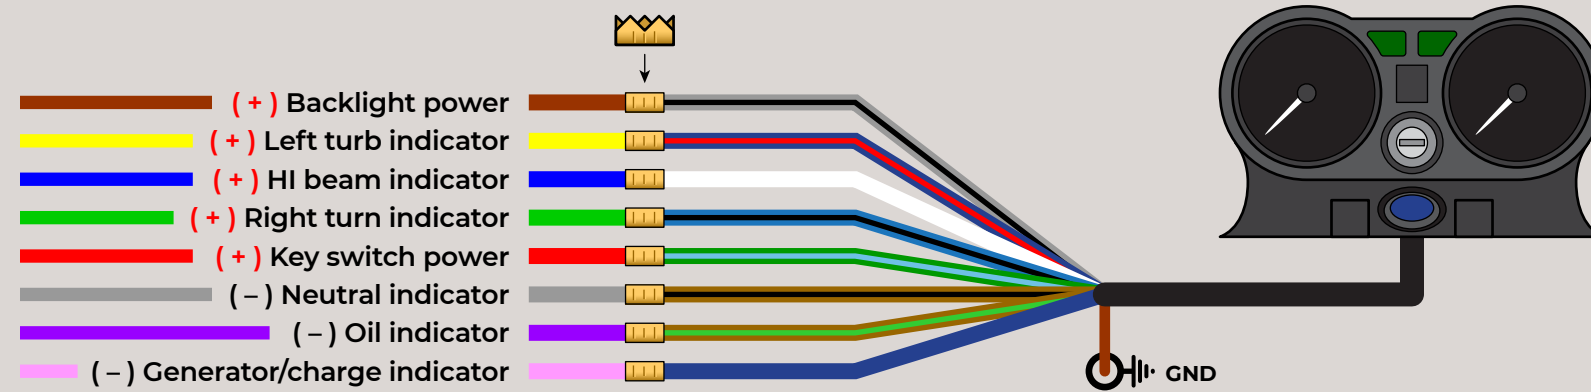 ( + ) Backlight power
( + ) Left turb indicator
( + ) HI beam indicator
( + ) Right turn indicator
( + ) Key switch power
( – ) Neutral indicator
( – ) Oil indicator
( – ) Generator/charge indicator
GND